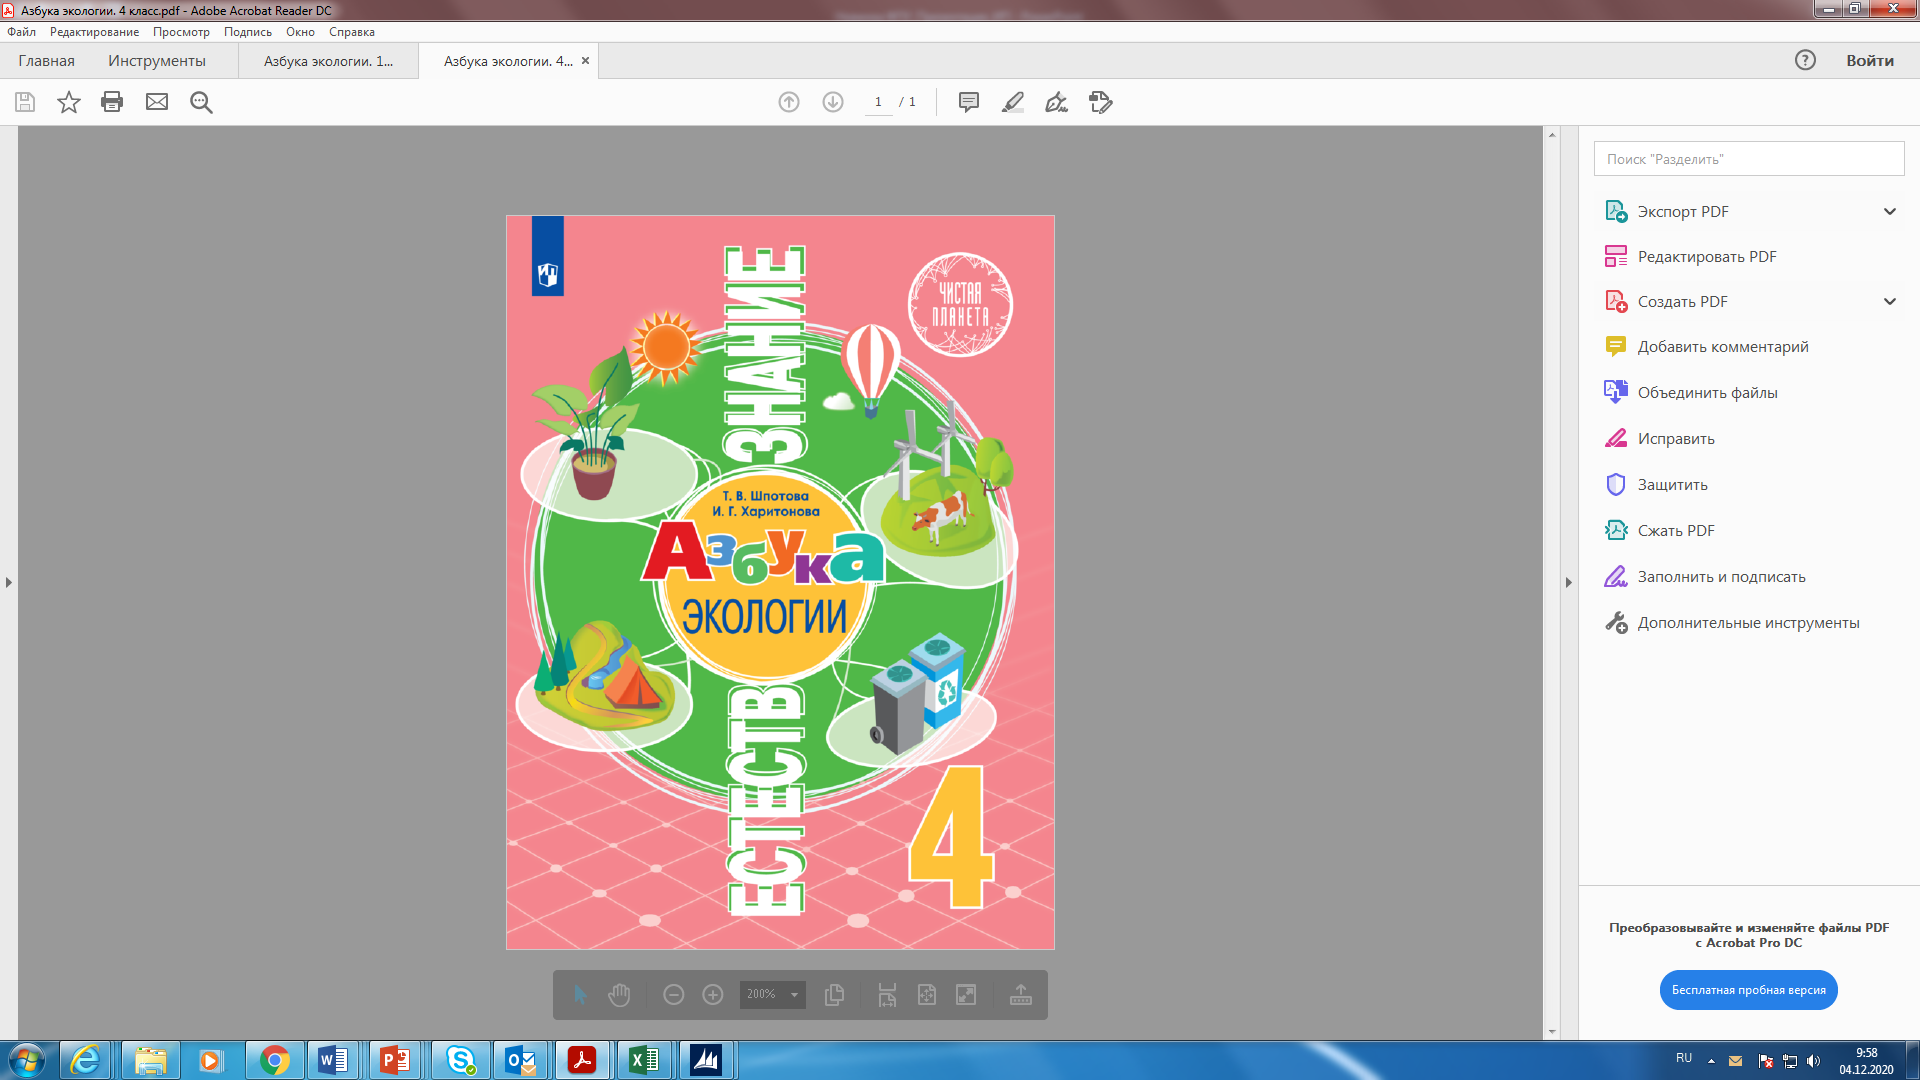 Азбука экологии. 4 класс.pdf - Adobe Acrobat Reader DC
Файл Редактирование Просмотр Подпись Окно Справка
Главная Инструменты Азбука экологии. 1... Азбука экологии. 4... Войти
1 / 1
Поиск "Разделить"
Экспорт PDF
Редактировать PDF
Создать PDF
Добавить комментарий
Объединить файлы
Исправить
Защитить
Сжать PDF
Заполнить и подписать
Дополнительные инструменты
Преобразовывайте и изменяйте файлы PDF
с Acrobat Pro DC
Бесплатная пробная версия
ИП
ЧИСТАЯ
ПЛАНЕТА
ЕСТЕСТВ
ЗНАНИЕ
Т. В. Шпотова
И. Г. Харитонова
Азбука
ЭКОЛОГИИ
4
200%
RU
9:58
04.12.2020